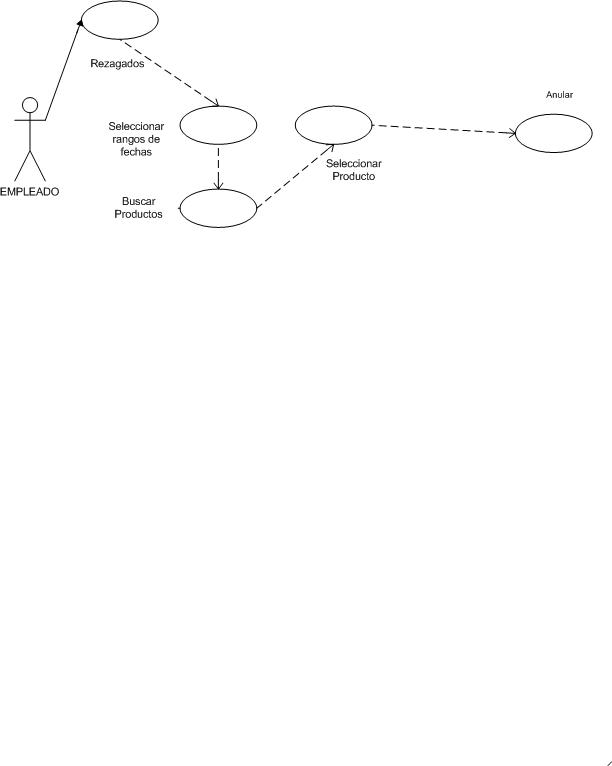 Rezagados
Anular
Seleccionar
rangos de
fechas
Seleccionar
Producto
EMPLEADO
Buscar
Productos